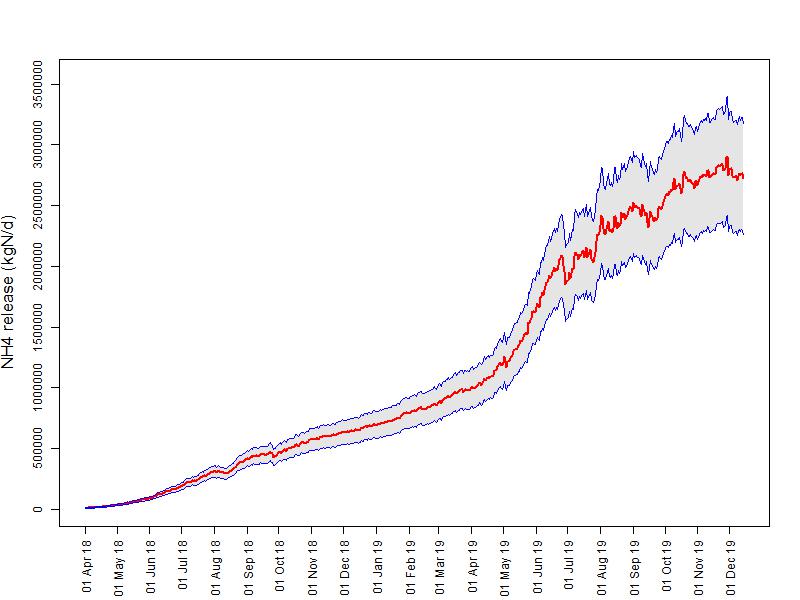 NH4 release (kgN/d)
3500000
3000000
2500000
2000000
1500000
1000000
500000
0
01 Apr 18
01 May 18
01 Jun 18
01 Jul 18
01 Aug 18
01 Sep 18
01 Oct 18
01 Nov 18
01 Dec 18
01 Jan 19
01 Feb 19
01 Mar 19
01 Apr 19
01 May 19
01 Jun 19
01 Jul 19
01 Aug 19
01 Sep 19
01 Oct 19
01 Nov 19
01 Dec 19